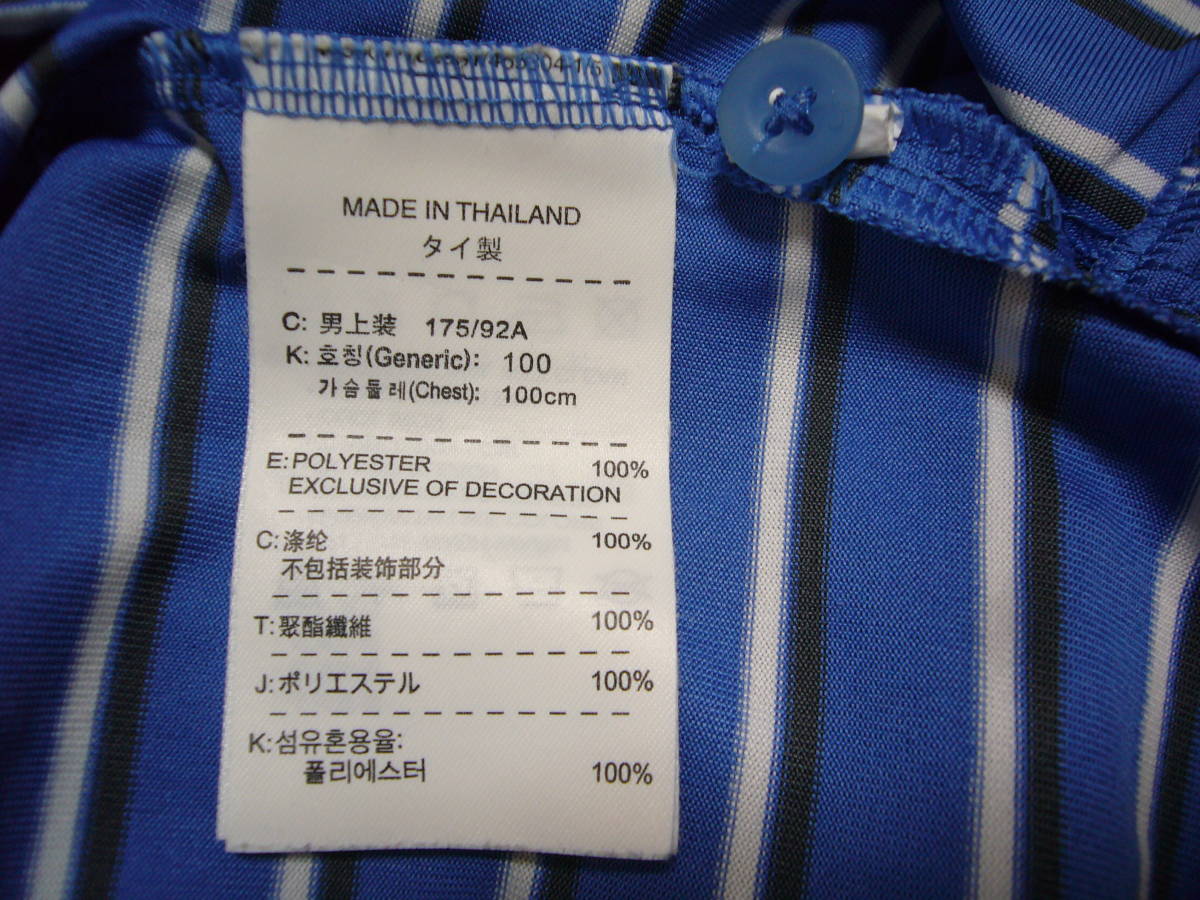 MADE IN THAILAND
タイ製
C: 男上装 175/92A
K: 호칭(Generic): 100
가슴둘레(Chest): 100cm
E: POLYESTER 100%
EXCLUSIVE OF DECORATION
C: 涤纶 100%
不包括装饰部分
T: 聚酯纖維 100%
J: ポリエステル 100%
K: 섬유혼용율:
폴리에스터 100%